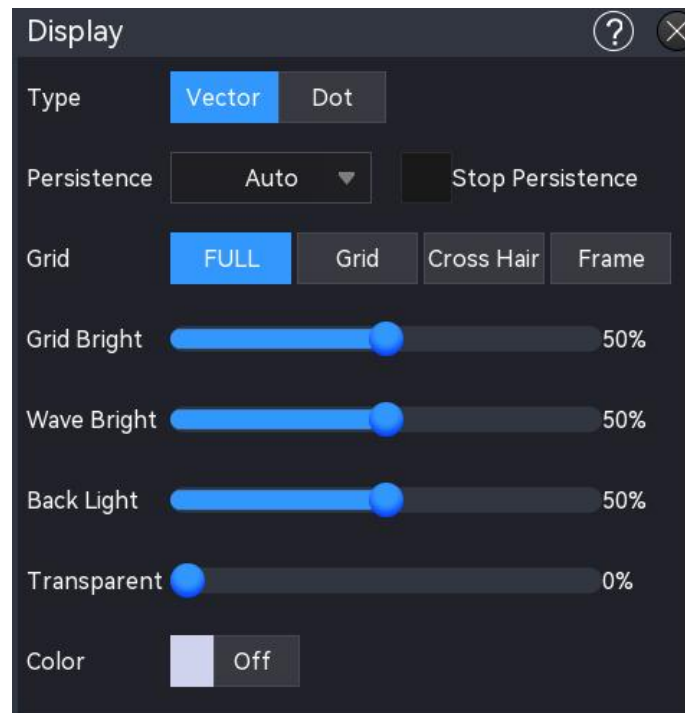 Display ?
Type Vector Dot
Persistence Auto Stop Persistence
Grid FULL Grid Cross Hair Frame
Grid Bright 50%
Wave Bright 50%
Back Light 50%
Transparent 0%
Color Off